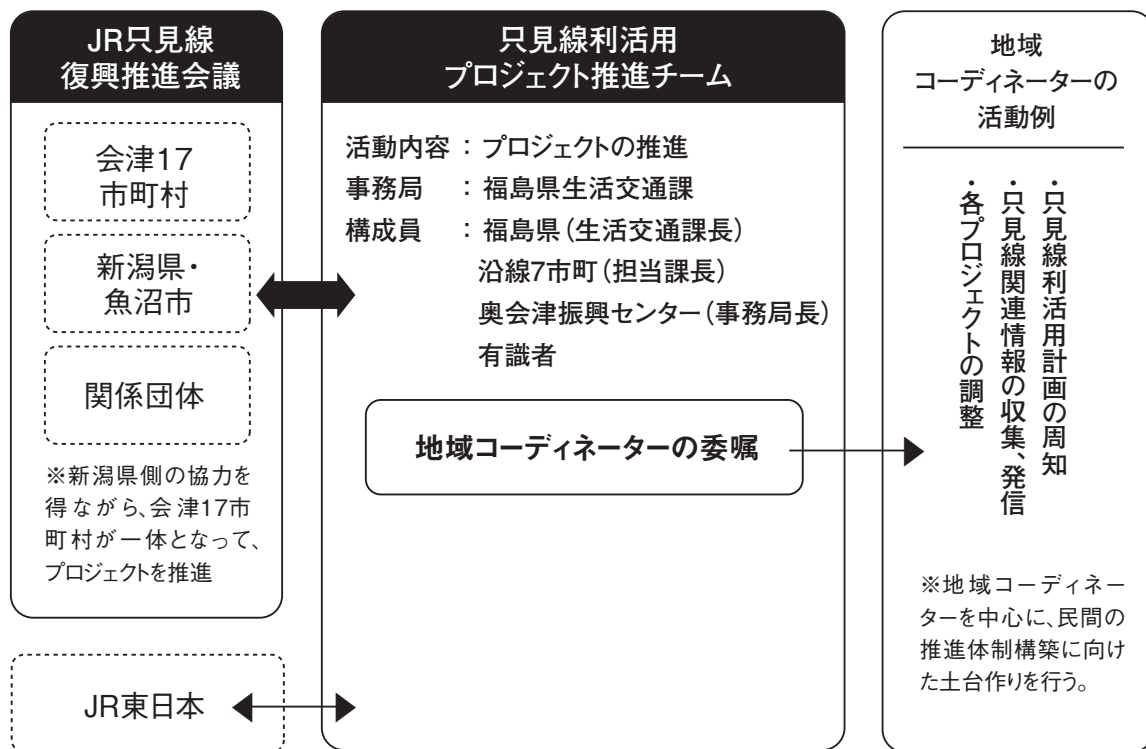 JR只見線
復興推進会議
会津17
市町村
新潟県・
魚沼市
関係団体
※新潟県側の協力を
得ながら、会津17市
町村が一体となって、
プロジェクトを推進
JR東日本
只見線利活用
プロジェクト推進チーム
活動内容 : プロジェクトの推進
事務局 : 福島県生活交通課
構成員 : 福島県(生活交通課長)
沿線7市町(担当課長)
奥会津振興センター(事務局長)
有識者
地域コーディネーターの委嘱
地域
コーディネーターの
活動例
・只見線利活用計画の周知
・只見線関連情報の収集、発信
・各プロジェクトの調整
※地域コーディネー
ターを中心に、民間の
推進体制構築に向け
た土台作りを行う。